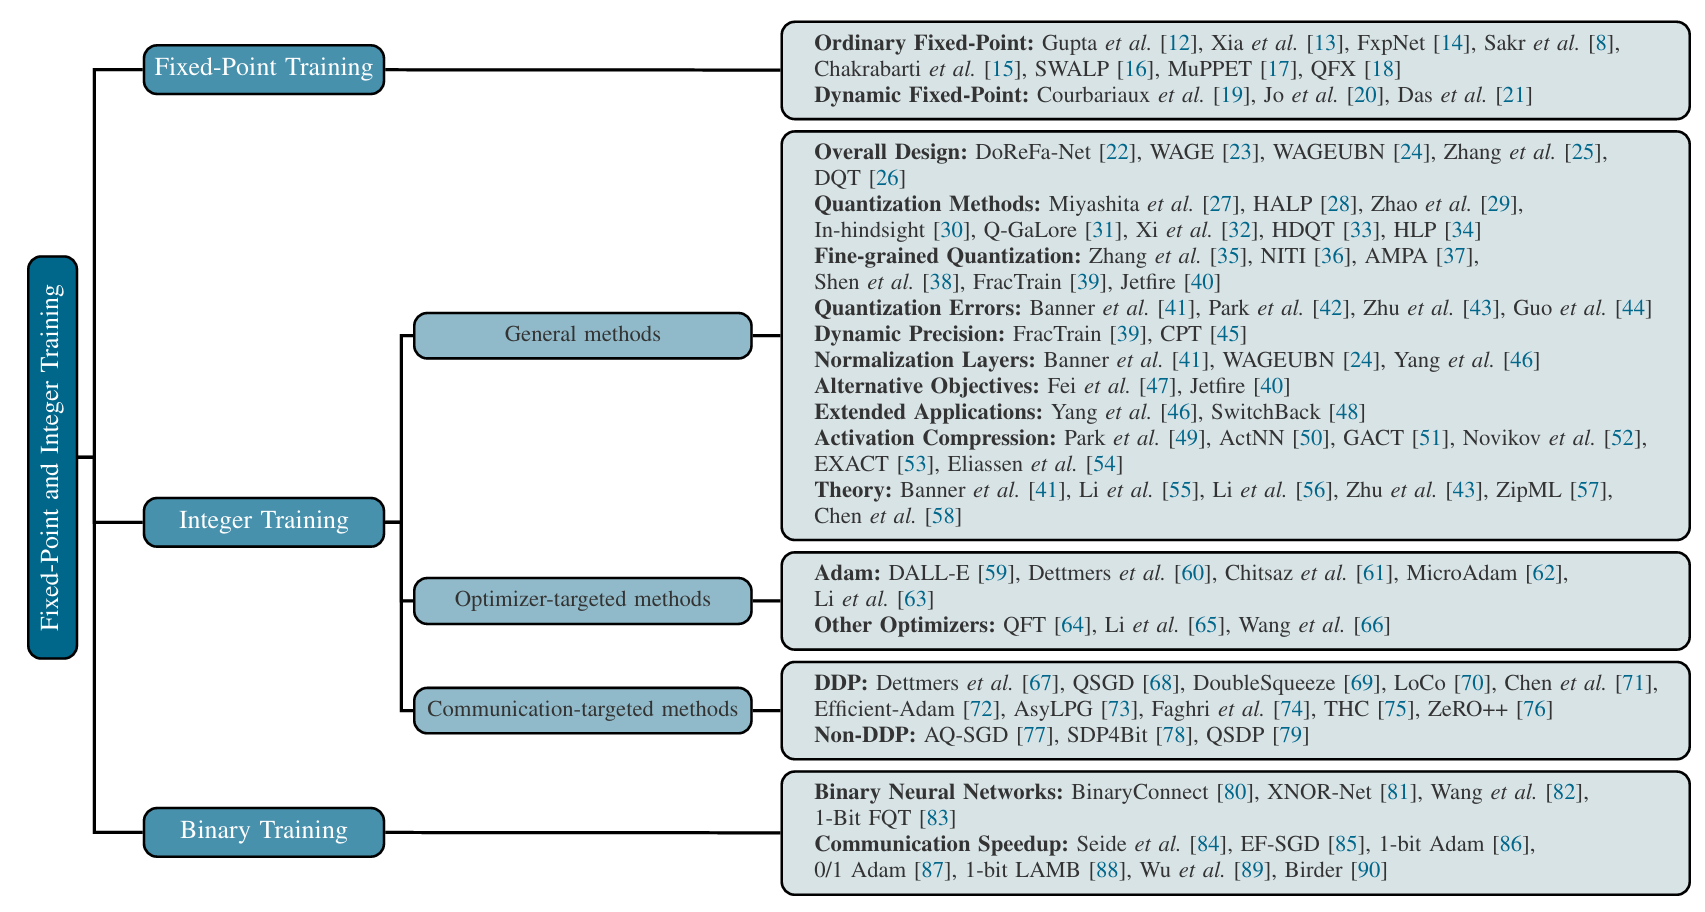 Fixed-Point and Integer Training
Fixed-Point Training
Ordinary Fixed-Point: Gupta et al. [12], Xia et al. [13], FxpNet [14], Sakr et al. [8],
Chakrabarti et al. [15], SWALP [16], MuPPET [17], QFX [18]
Dynamic Fixed-Point: Courbariaux et al. [19], Jo et al. [20], Das et al. [21]
Integer Training
General methods
Overall Design: DoReFa-Net [22], WAGE [23], WAGEUBN [24], Zhang et al. [25],
DQT [26]
Quantization Methods: Miyashita et al. [27], HALP [28], Zhao et al. [29],
In-hindsight [30], Q-GaLore [31], Xi et al. [32], HDQT [33], HLP [34]
Fine-grained Quantization: Zhang et al. [35], NITI [36], AMPA [37],
Shen et al. [38], FracTrain [39], Jetfire [40]
Quantization Errors: Banner et al. [41], Park et al. [42], Zhu et al. [43], Guo et al. [44]
Dynamic Precision: FracTrain [39], CPT [45]
Normalization Layers: Banner et al. [41], WAGEUBN [24], Yang et al. [46]
Alternative Objectives: Fei et al. [47], Jetfire [40]
Extended Applications: Yang et al. [46], SwitchBack [48]
Activation Compression: Park et al. [49], ActNN [50], GACT [51], Novikov et al. [52],
EXACT [53], Eliassen et al. [54]
Theory: Banner et al. [41], Li et al. [55], Li et al. [56], Zhu et al. [43], ZipML [57],
Chen et al. [58]
Optimizer-targeted methods
Adam: DALL-E [59], Dettmers et al. [60], Chitsaz et al. [61], MicroAdam [62],
Li et al. [63]
Other Optimizers: QFT [64], Li et al. [65], Wang et al. [66]
Communication-targeted methods
DDP: Dettmers et al. [67], QSGD [68], DoubleSqueeze [69], LoCo [70], Chen et al. [71],
Efficient-Adam [72], AsyLPG [73], Faghri et al. [74], THC [75], ZeRO++ [76]
Non-DDP: AQ-SGD [77], SDP4Bit [78], QSDP [79]
Binary Training
Binary Neural Networks: BinaryConnect [80], XNOR-Net [81], Wang et al. [82],
1-Bit FQT [83]
Communication Speedup: Seide et al. [84], EF-SGD [85], 1-bit Adam [86],
0/1 Adam [87], 1-bit LAMB [88], Wu et al. [89], Birder [90]